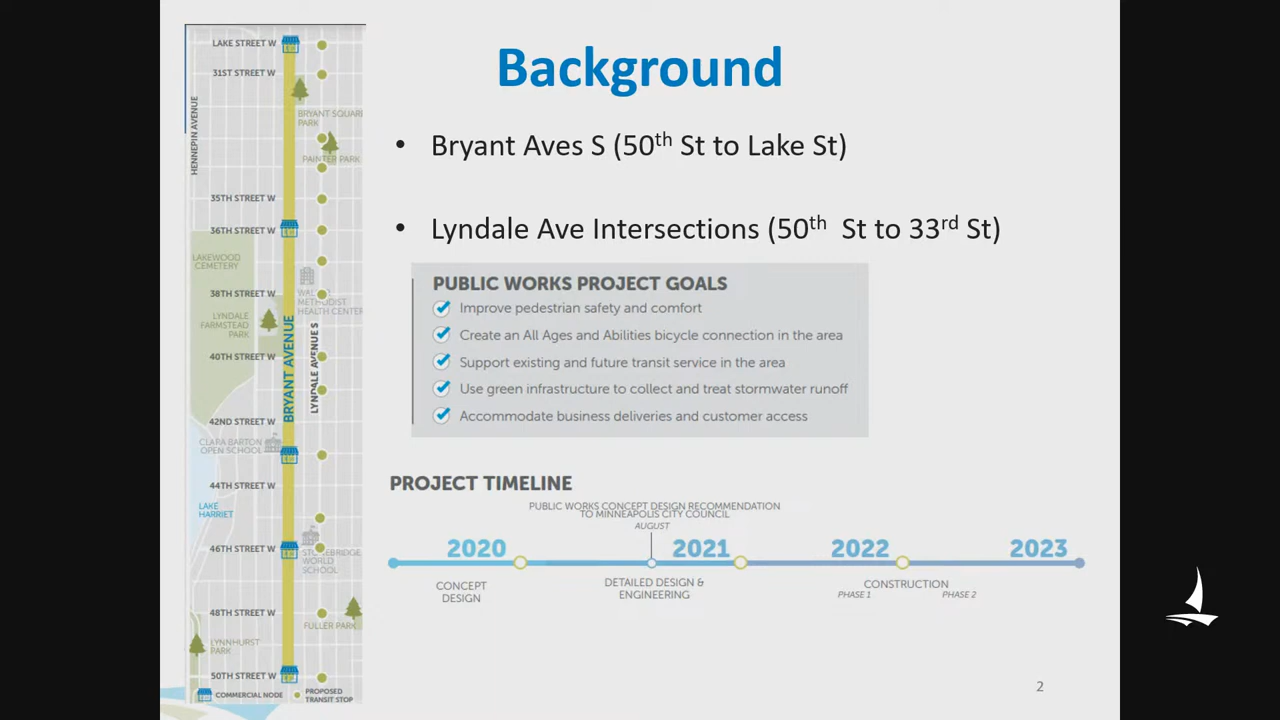 Background
• Bryant Aves S (50th St to Lake St)
• Lyndale Ave Intersections (50th St to 33rd St)
PUBLIC WORKS PROJECT GOALS
Improve pedestrian safety and comfort
Create an All Ages and Abilities bicycle connection in the area
Support existing and future transit service in the area
Use green infrastructure to collect and treat stormwater runoff
Accommodate business deliveries and customer access
PROJECT TIMELINE
PUBLIC WORKS CONCEPT DESIGN RECOMMENDATION
TO MINNEAPOLIS CITY COUNCIL
AUGUST
2020 2021 2022 2023
CONCEPT
DESIGN
DETAILED DESIGN &
ENGINEERING
CONSTRUCTION
PHASE 1 PHASE 2
2
LAKE STREET W
31ST STREET W
HENNEPIN AVENUE
BRYANT SQUARE
PARK
PAINTER PARK
35TH STREET W
36TH STREET W
LAKEWOOD
CEMETERY
38TH STREET W
METHODIST
HEALTH CENTER
LYNDALE
FARMSTEAD
PARK
BRYANT AVENUE
LYNDALE AVENUE S
40TH STREET W
42ND STREET W
CLARA BARTON
OPEN SCHOOL
44TH STREET W
LAKE
HARRIET
46TH STREET W
WORLD
SCHOOL
48TH STREET W
FULLER PARK
LYNNHURST
PARK
50TH STREET W
COMMERCIAL NODE
PROPOSED
TRANSIT STOP